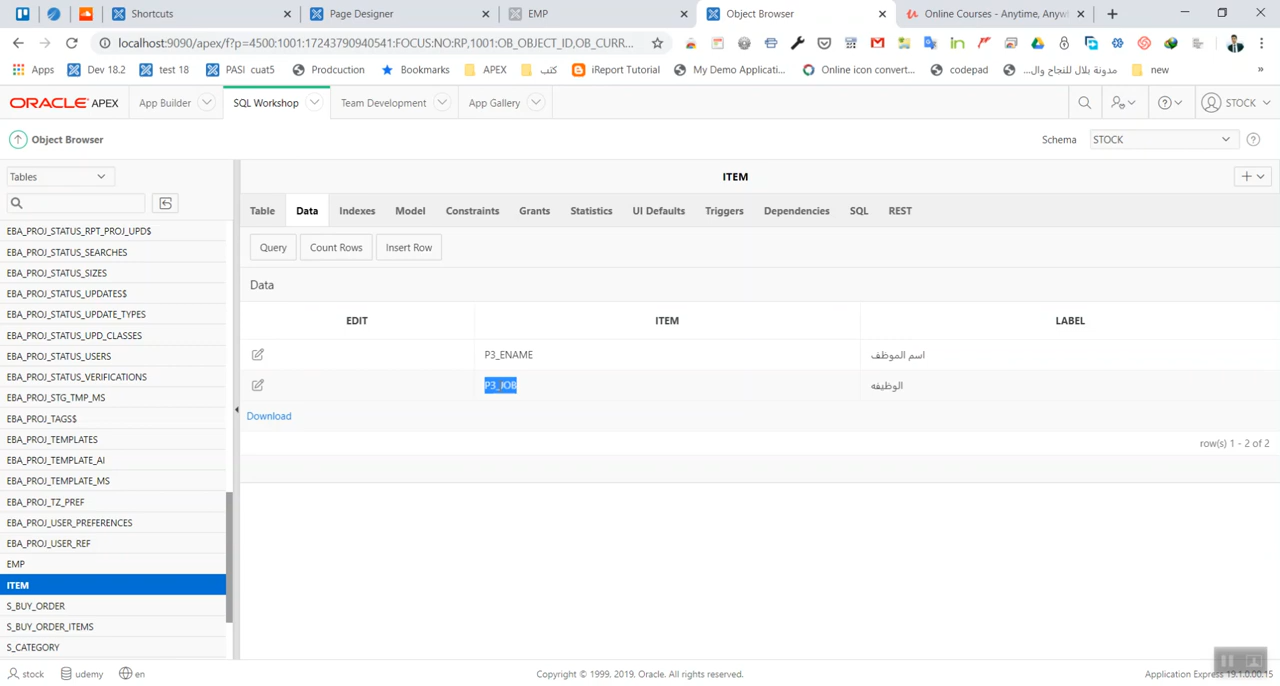 Shortcuts
Page Designer
EMP
Object Browser
Online Courses - Anytime, Anyw
localhost:9090/apex/f?p=4500:1001:17243790940541:FOCUS:NO:RP,1001:OB_OBJECT_ID,OB_CURR...
Apps
Dev 18.2
test 18
PASI cuat5
Prodcuction
Bookmarks
APEX
كتب
iReport Tutorial
My Demo Applicati...
Online icon convert...
codepad
مدونة بلال للنجاح وال...
new
»
ORACLE APEX
App Builder
SQL Workshop
Team Development
App Gallery
STOCK
Object Browser
Schema
STOCK
Tables
ITEM
Table
Data
Indexes
Model
Constraints
Grants
Statistics
UI Defaults
Triggers
Dependencies
SQL
REST
Query
Count Rows
Insert Row
Data
EDIT
ITEM
LABEL
P3_ENAME
اسم الموظف
P3_JOB
الوظيفه
Download
row(s) 1 - 2 of 2
EBA_PROJ_STATUS_RPT_PROJ_UPD$
EBA_PROJ_STATUS_SEARCHES
EBA_PROJ_STATUS_SIZES
EBA_PROJ_STATUS_UPDATES$
EBA_PROJ_STATUS_UPDATE_TYPES
EBA_PROJ_STATUS_UPD_CLASSES
EBA_PROJ_STATUS_USERS
EBA_PROJ_STATUS_VERIFICATIONS
EBA_PROJ_STG_TMP_MS
EBA_PROJ_TAGS$
EBA_PROJ_TEMPLATES
EBA_PROJ_TEMPLATE_AI
EBA_PROJ_TEMPLATE_MS
EBA_PROJ_TZ_PREF
EBA_PROJ_USER_PREFERENCES
EBA_PROJ_USER_REF
EMP
ITEM
S_BUY_ORDER
S_BUY_ORDER_ITEMS
S_CATEGORY
stock
udemy
en
Copyright © 1999, 2019, Oracle. All rights reserved.
Application Express 19.1.0.00.15